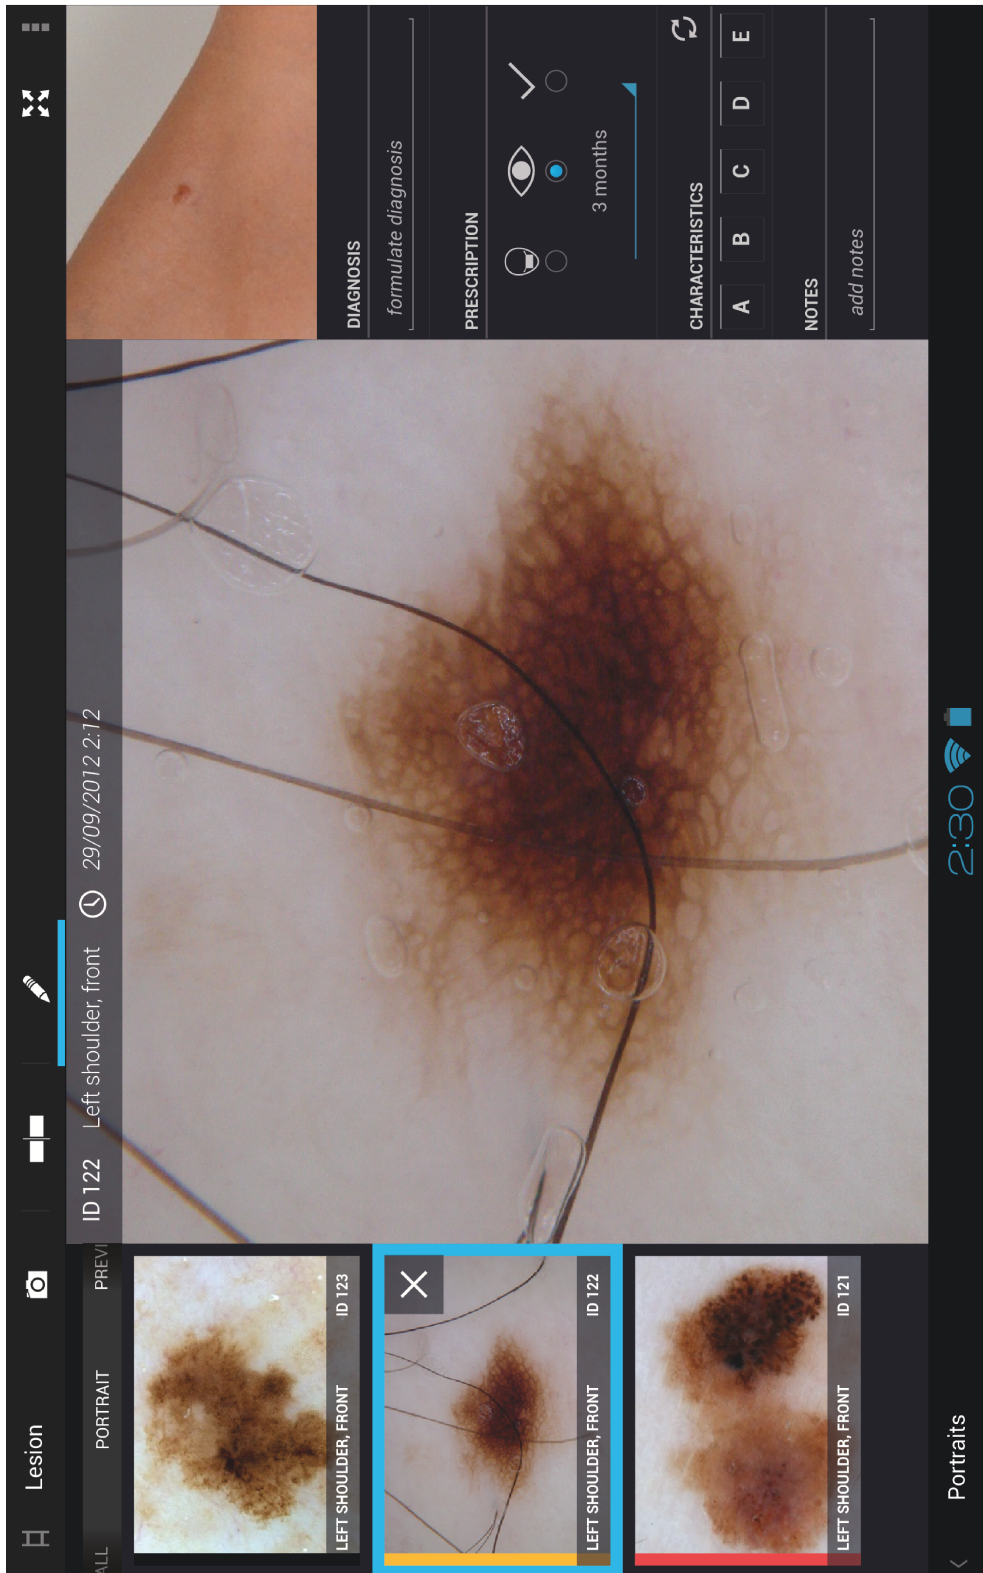 Lesion
ALL
PORTRAIT
PREVI
LEFT SHOULDER, FRONT
ID 123
LEFT SHOULDER, FRONT
ID 122
LEFT SHOULDER, FRONT
ID 121
ID 122
Left shoulder, front
29/09/2012 2:12
DIAGNOSIS
formulate diagnosis
PRESCRIPTION
3 months
CHARACTERISTICS
A B C D E
NOTES
add notes
Portraits
2:30